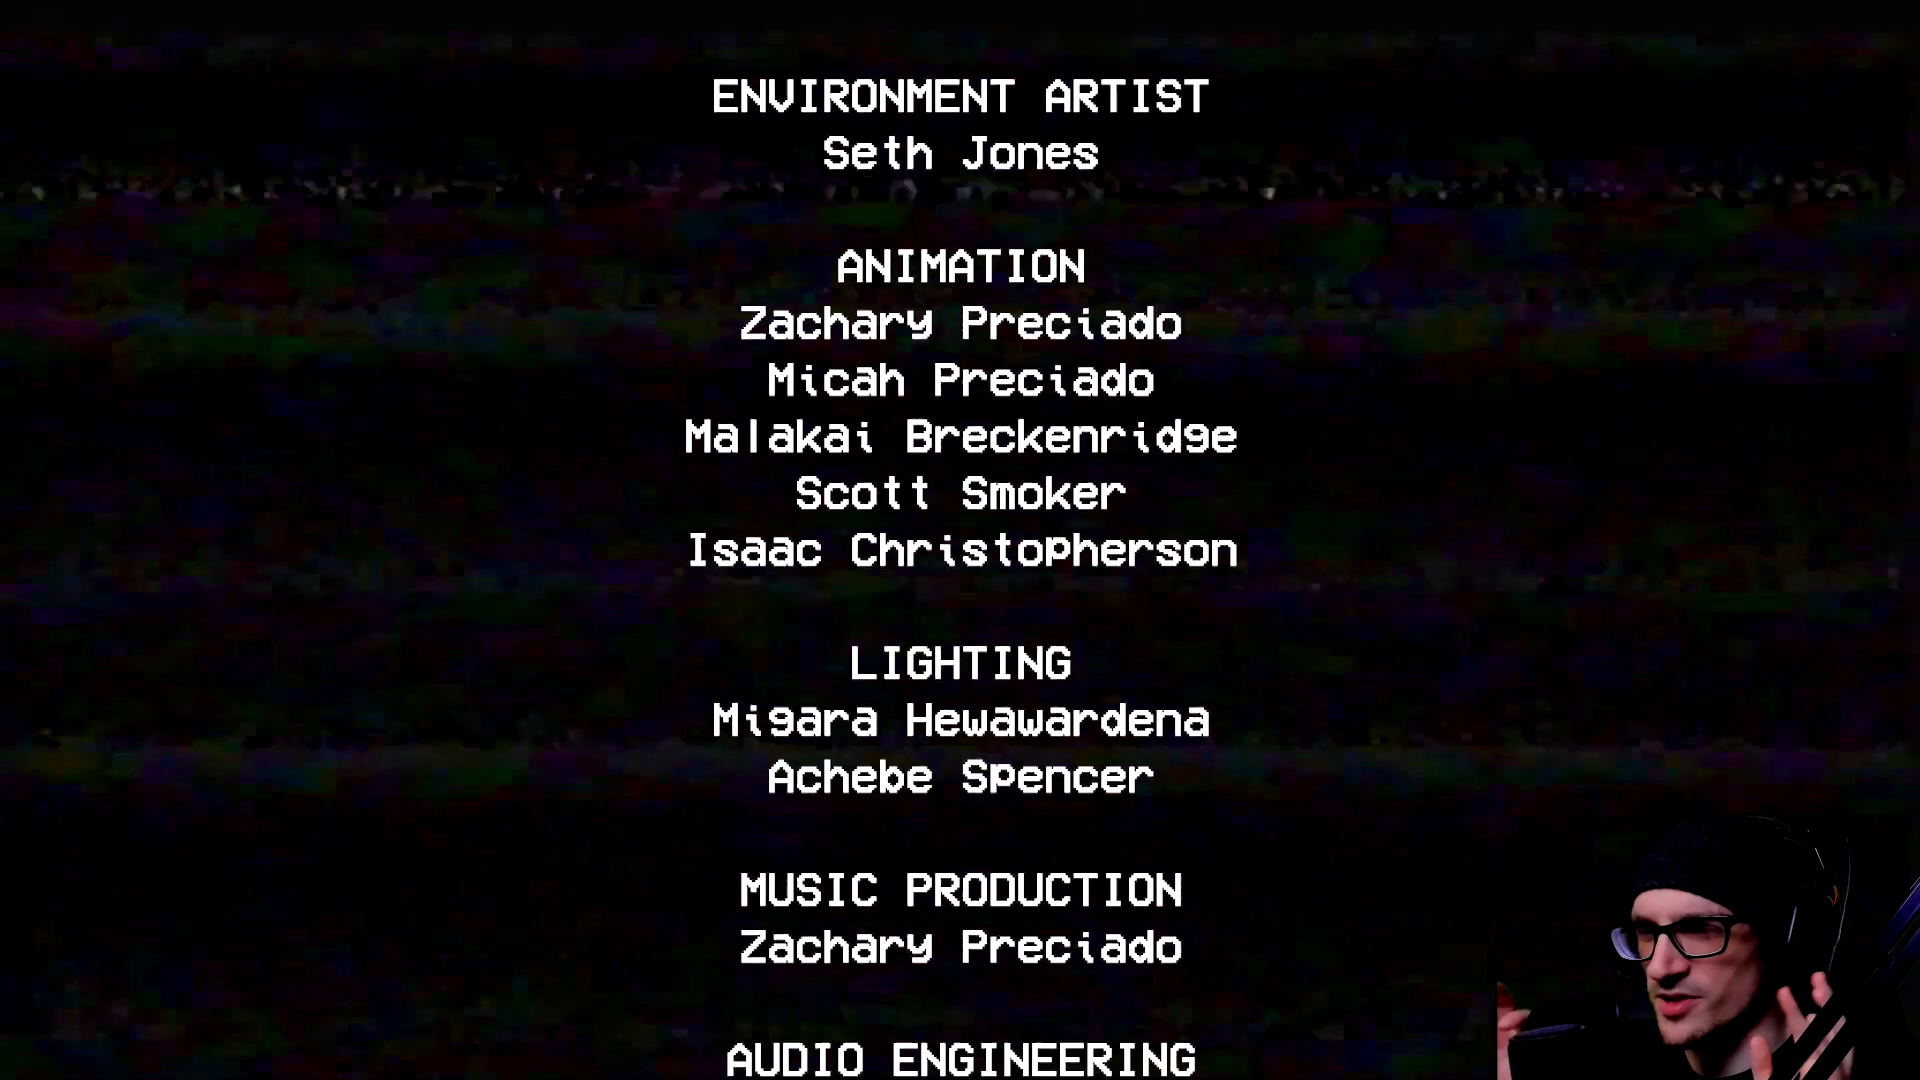 ENVIRONMENT ARTIST
Seth Jones
ANIMATION
Zachary Preciado
Micah Preciado
Malakai Breckenridge
Scott Smoker
Isaac Christopherson
LIGHTING
Migara Hewawardena
Achebe Spencer
MUSIC PRODUCTION
Zachary Preciado
AUDIO ENGINEERING